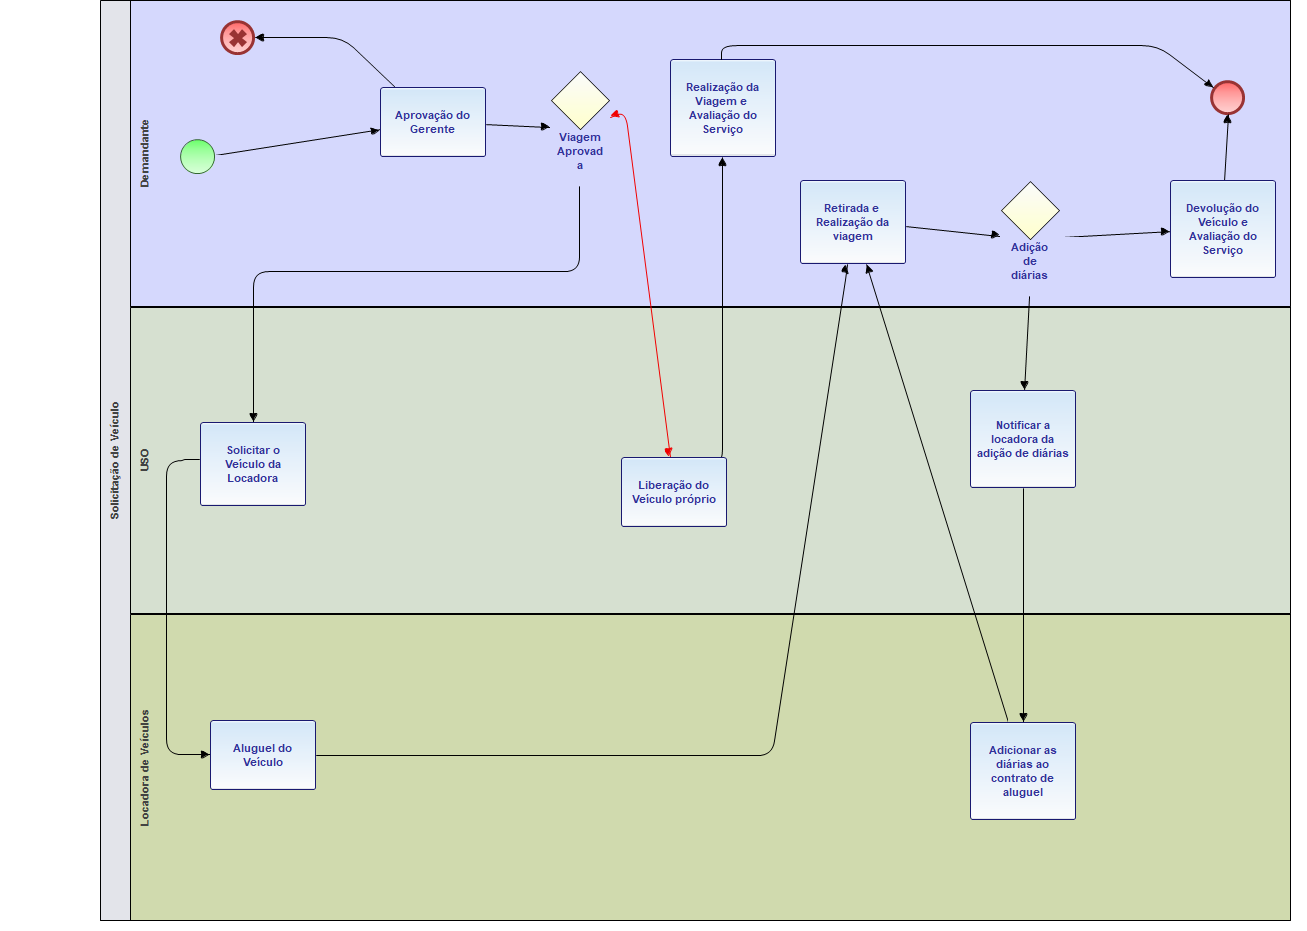 Solicitação de Veículo
Demandante
Aprovação do
Gerente
Viagem
Aprovad
a
Realização da
Viagem e
Avaliação do
Serviço
Retirada e
Realização da
viagem
Adição
de
diárias
Devolução do
Veículo e
Avaliação do
Serviço
USO
Solicitar o
Veículo da
Locadora
Liberação do
Veículo próprio
Notificar a
locadora da
adição de diárias
Locadora de Veículos
Aluguel do
Veículo
Adicionar as
diárias ao
contrato de
aluguel